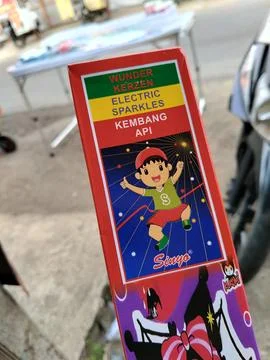 WUNDER
KERZEN
ELECTRIC
SPARKLES
KEMBANG
API
S
Sinyo®